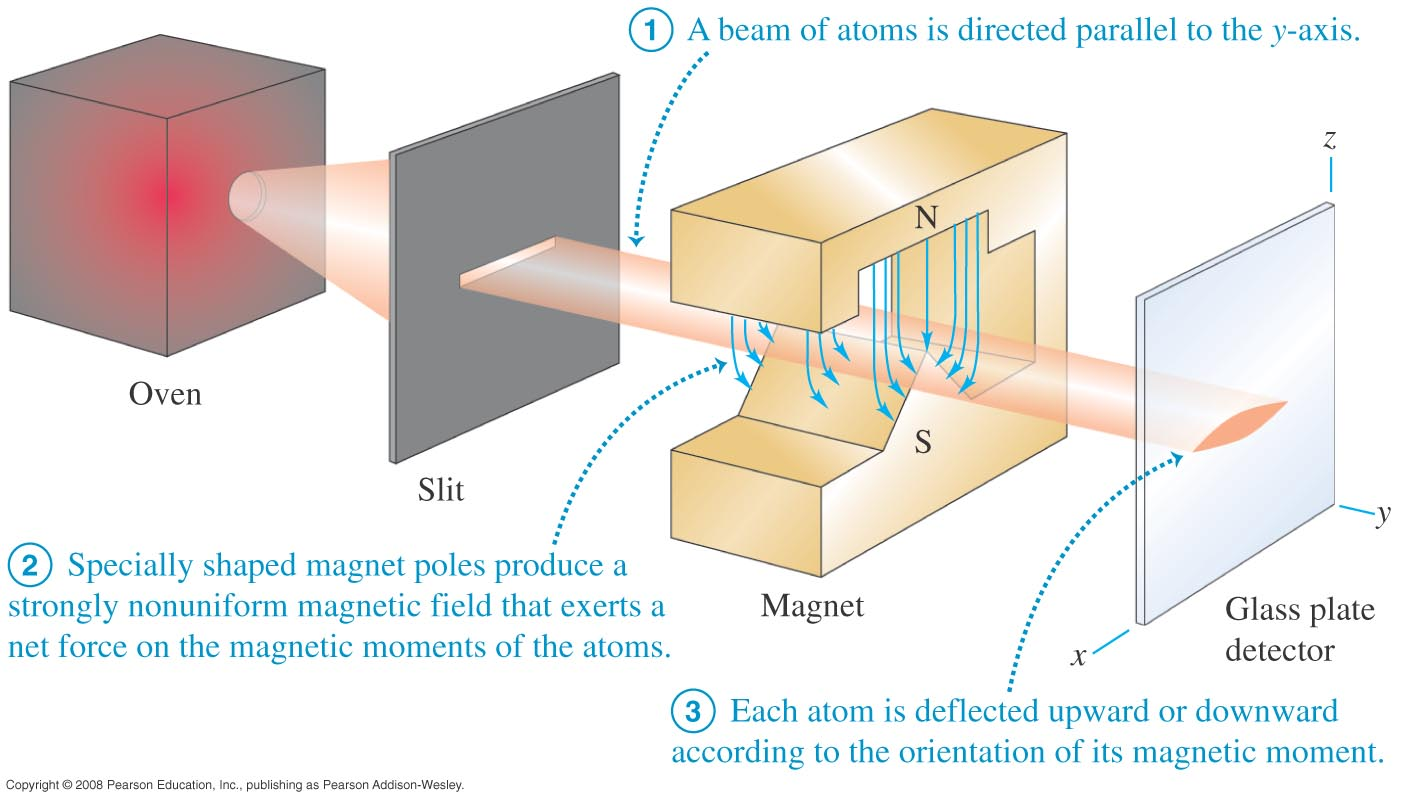 1 A beam of atoms is directed parallel to the y-axis.
z
N
Oven
S
Slit
y
2 Specially shaped magnet poles produce a
strongly nonuniform magnetic field that exerts a
net force on the magnetic moments of the atoms.
Magnet
Glass plate
detector
x
3 Each atom is deflected upward or downward
according to the orientation of its magnetic moment.
Copyright © 2008 Pearson Education, Inc., publishing as Pearson Addison-Wesley.